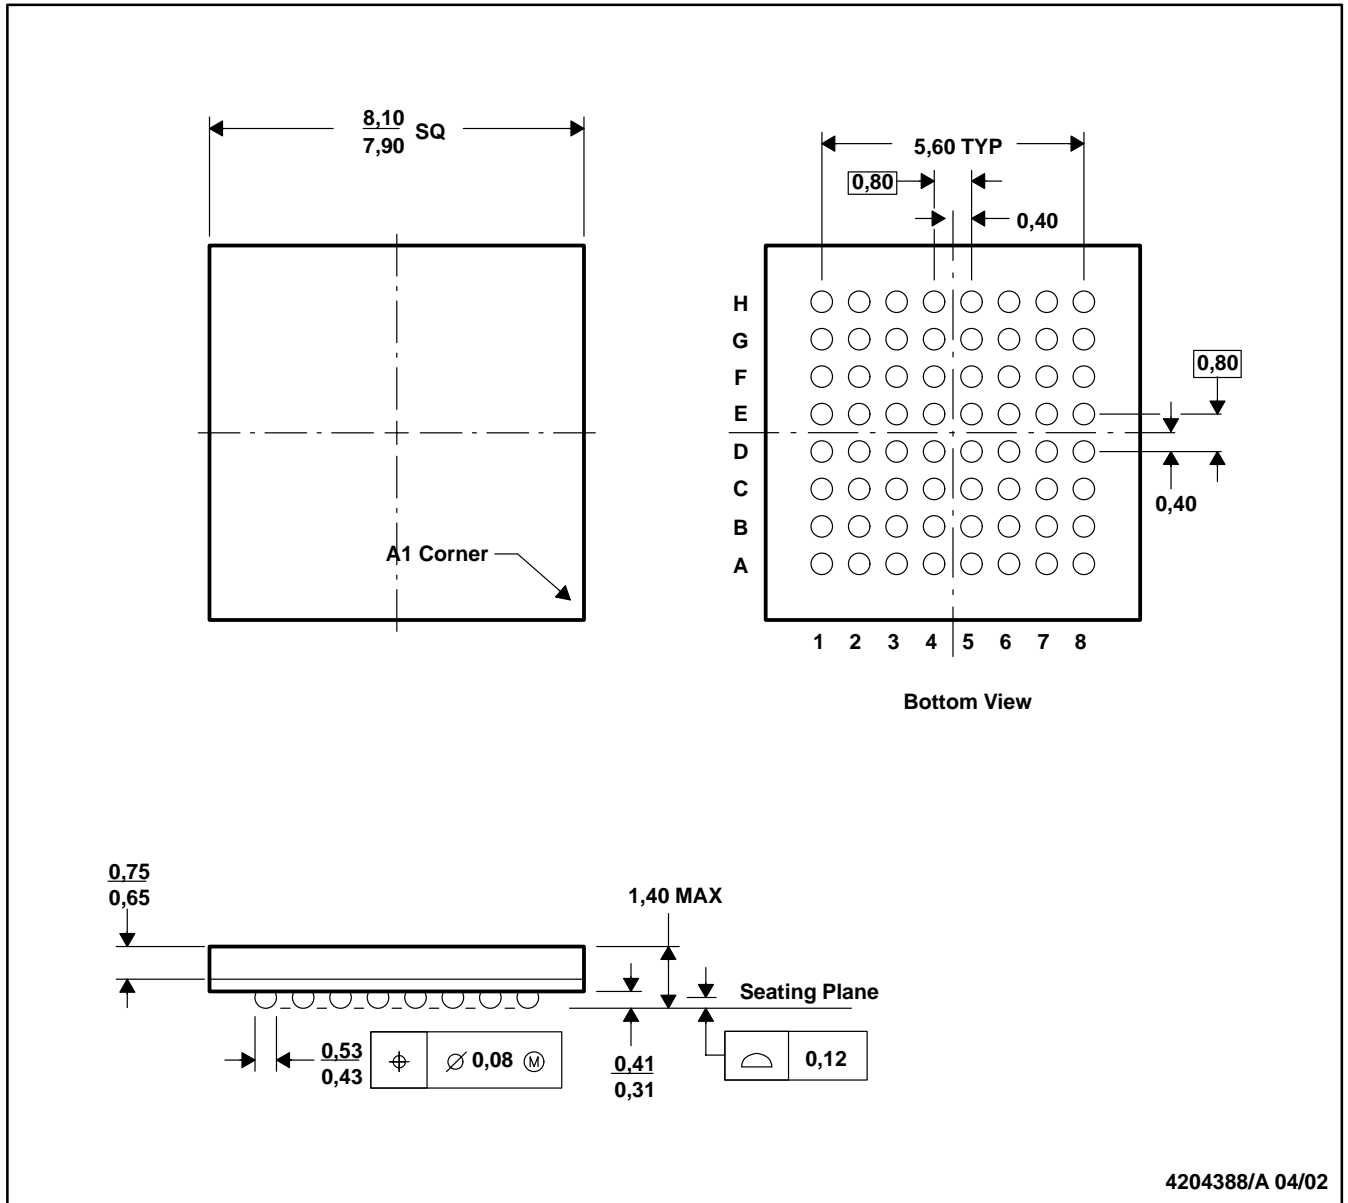 8,10
7,90 SQ
5,60 TYP
0,80
0,40
H
G
F
E
D
C
B
A
0,80
0,40
A1 Corner
1 2 3 4 5 6 7 8
Bottom View
0,75
0,65
1,40 MAX
Seating Plane
0,53
0,43
⌖ ⌀ 0,08 Ⓜ
0,41
0,31
⌓ 0,12
4204388/A 04/02